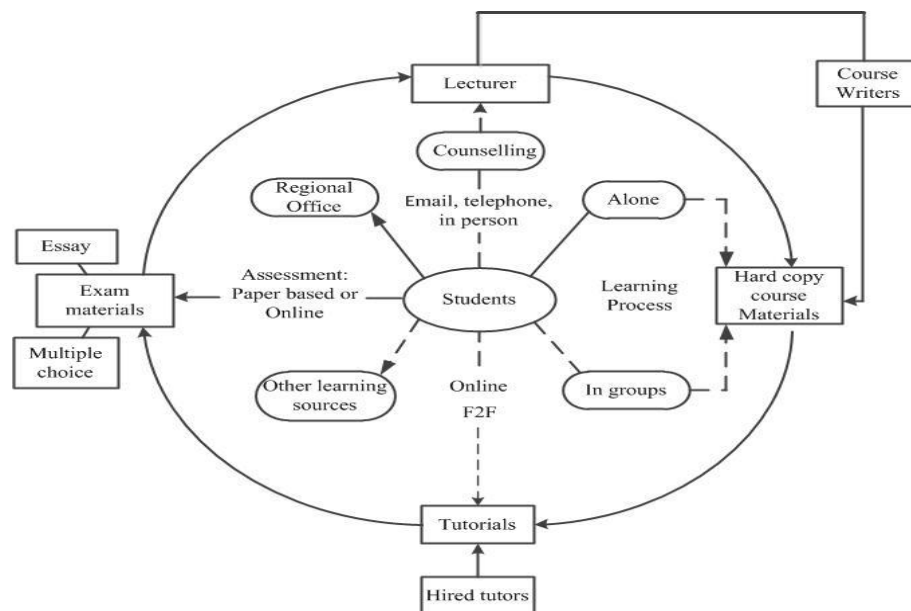 Lecturer
Course
Writers
Counselling
Regional
Office
Email, telephone,
in person
Alone
Essay
Exam
materials
Multiple
choice
Assessment:
Paper based or
Online
Students
Learning
Process
Hard copy
course
Materials
Other learning
sources
Online
F2F
In groups
Tutorials
Hired tutors